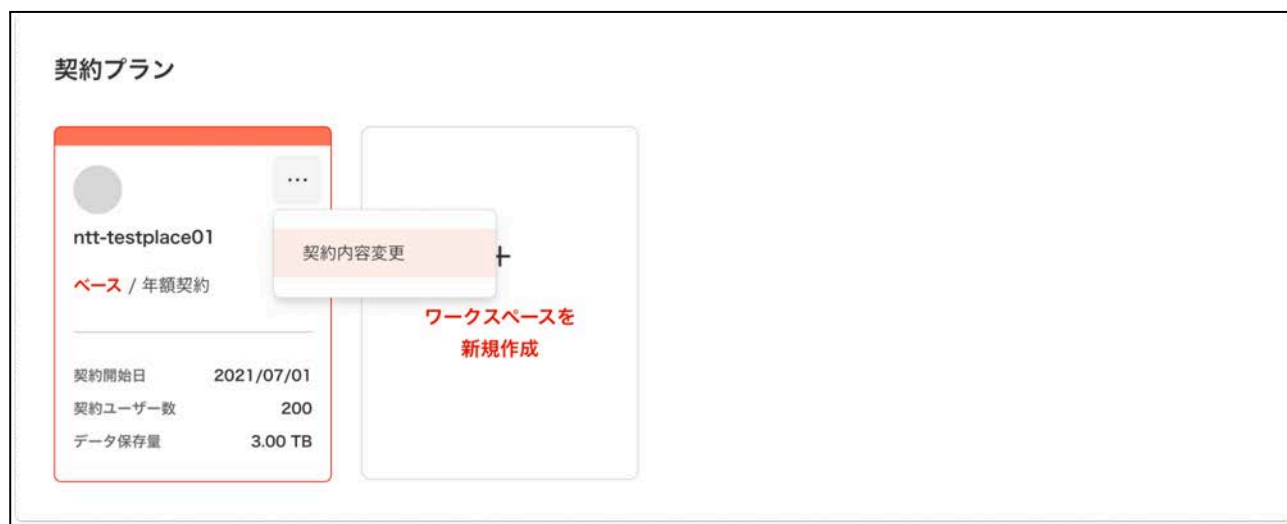 契約プラン
…
ntt-testplace01
ベース / 年額契約
契約内容変更
契約開始日 2021/07/01
契約ユーザー数 200
データ保存量 3.00 TB
+
ワークスペースを
新規作成